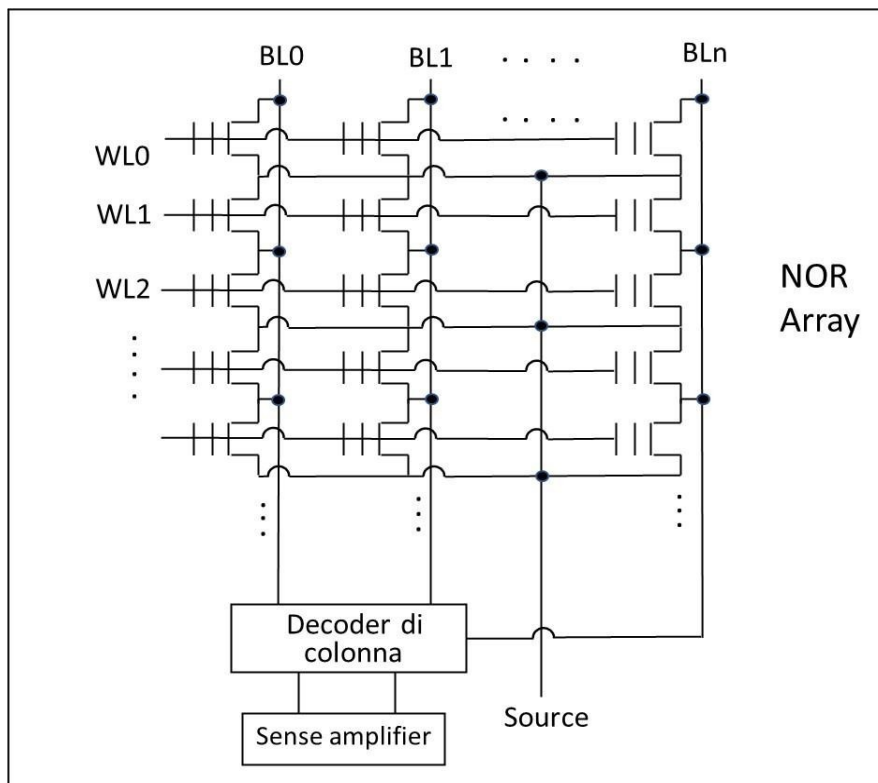 BL0 BL1 BLn
WL0
WL1
WL2
NOR
Array
Decoder di
colonna
Source
Sense amplifier